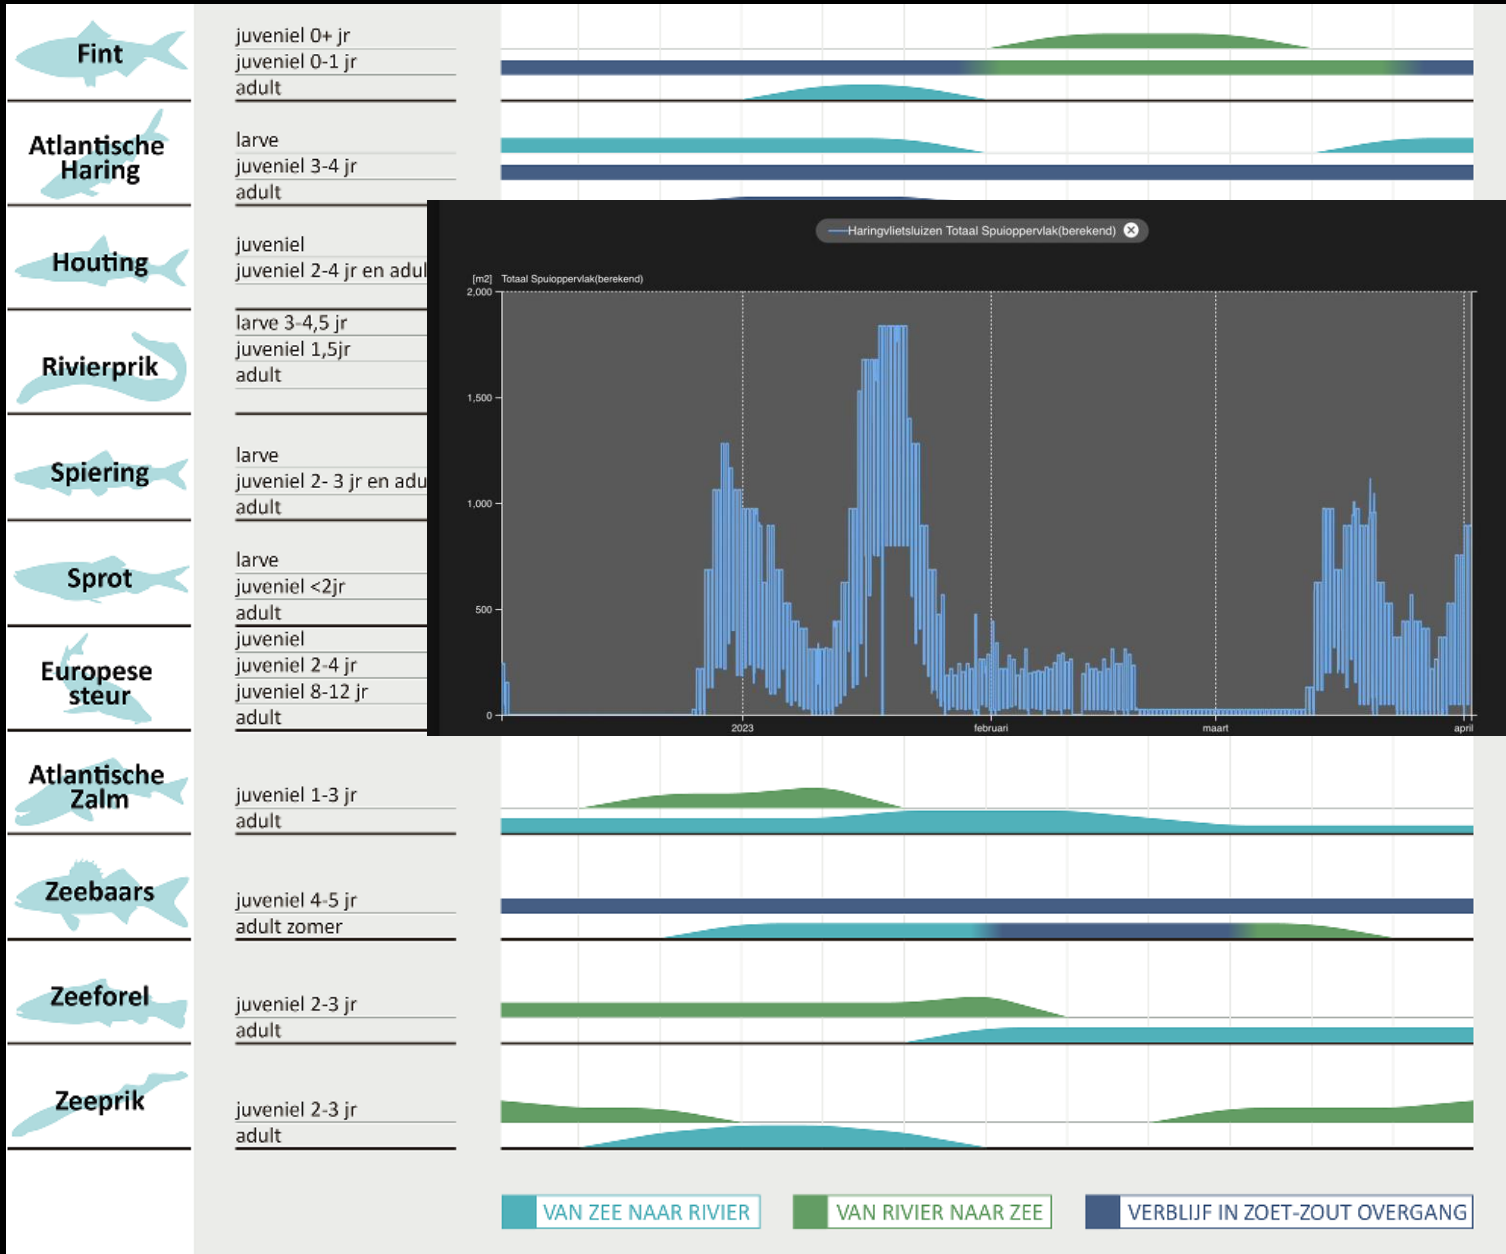 Fint
juveniel 0+ jr
juveniel 0-1 jr
adult
Atlantische
Haring
larve
juveniel 3-4 jr
adult
Houting
juveniel
juveniel 2-4 jr en adul
Rivierprik
larve 3-4,5 jr
juveniel 1,5jr
adult
Spiering
larve
juveniel 2- 3 jr en adu
adult
Sprot
larve
juveniel <2jr
adult
Europese
steur
juveniel
juveniel 2-4 jr
juveniel 8-12 jr
adult
Haringvlietsluizen Totaal Spuioppervlak(berekend)
[m2] Totaal Spuioppervlak(berekend)
2,000
1,500
1,000
500
0
2023 februari maart april
Atlantische
Zalm
juveniel 1-3 jr
adult
Zeebaars
juveniel 4-5 jr
adult zomer
Zeeforel
juveniel 2-3 jr
adult
Zeeprik
juveniel 2-3 jr
adult
VAN ZEE NAAR RIVIER
VAN RIVIER NAAR ZEE
VERBLIJF IN ZOET-ZOUT OVERGANG